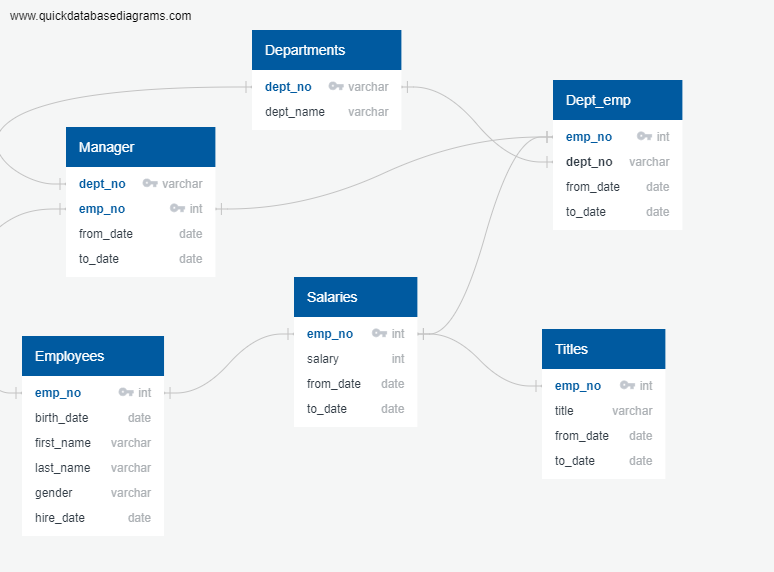 www.quickdatabasediagrams.com
Departments
dept_no varchar
dept_name varchar
Dept_emp
emp_no int
dept_no varchar
from_date date
to_date date
Manager
dept_no varchar
emp_no int
from_date date
to_date date
Salaries
emp_no int
salary int
from_date date
to_date date
Employees
emp_no int
birth_date date
first_name varchar
last_name varchar
gender varchar
hire_date date
Titles
emp_no int
title varchar
from_date date
to_date date